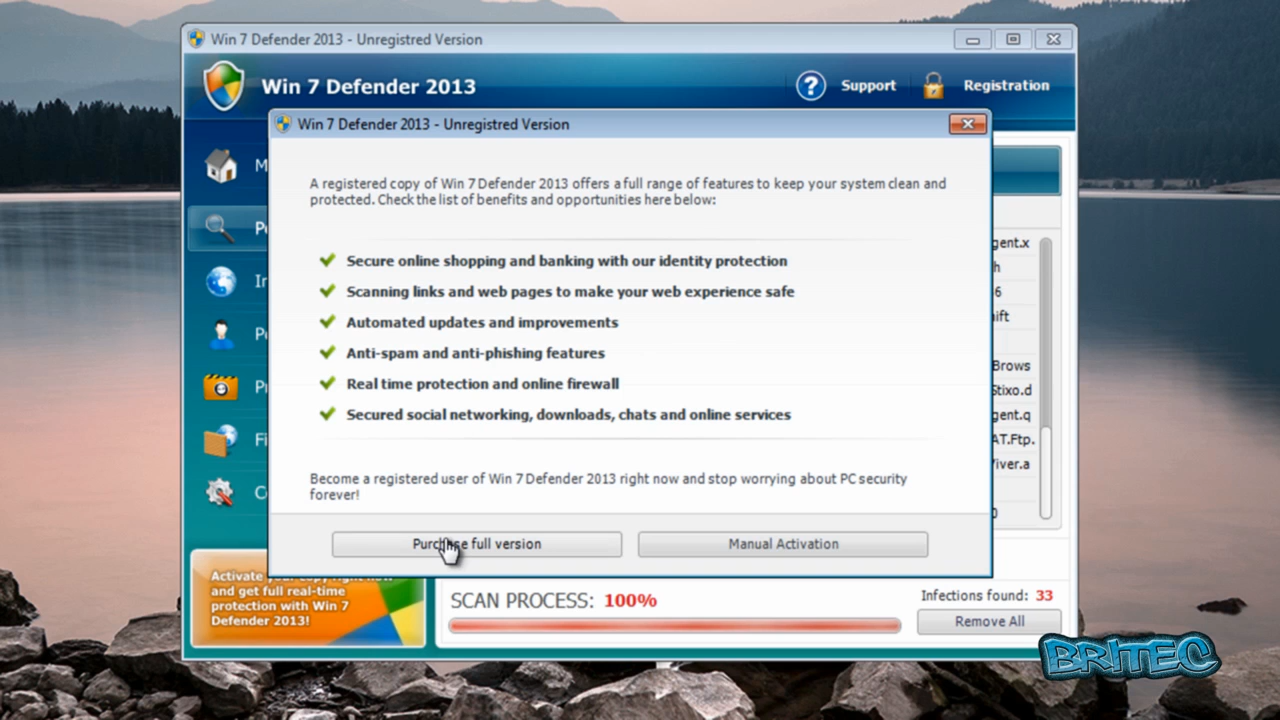 Win 7 Defender 2013 - Unregistred Version
Win 7 Defender 2013
Support
Registration
Win 7 Defender 2013 - Unregistred Version
A registered copy of Win 7 Defender 2013 offers a full range of features to keep your system clean and
protected. Check the list of benefits and opportunities here below:
Secure online shopping and banking with our identity protection
Scanning links and web pages to make your web experience safe
Automated updates and improvements
Anti-spam and anti-phishing features
Real time protection and online firewall
Secured social networking, downloads, chats and online services
Become a registered user of Win 7 Defender 2013 right now and stop worrying about PC security
forever!
Purchase full version
Manual Activation
Activate your copy right now
and get full real-time
protection with Win 7
Defender 2013!
SCAN PROCESS: 100%
Infections found: 33
Remove All
BRITEC